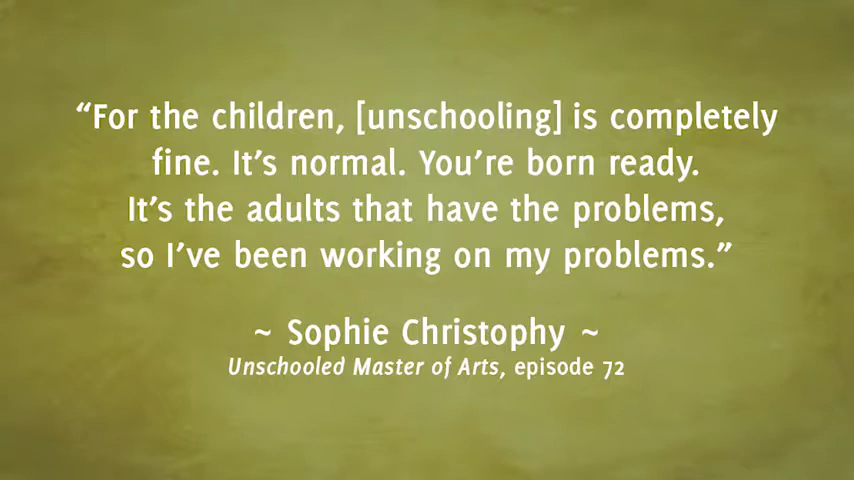 “For the children, [unschooling] is completely
fine. It’s normal. You’re born ready.
It’s the adults that have the problems,
so I’ve been working on my problems.”
~ Sophie Christophy ~
Unschooled Master of Arts, episode 72